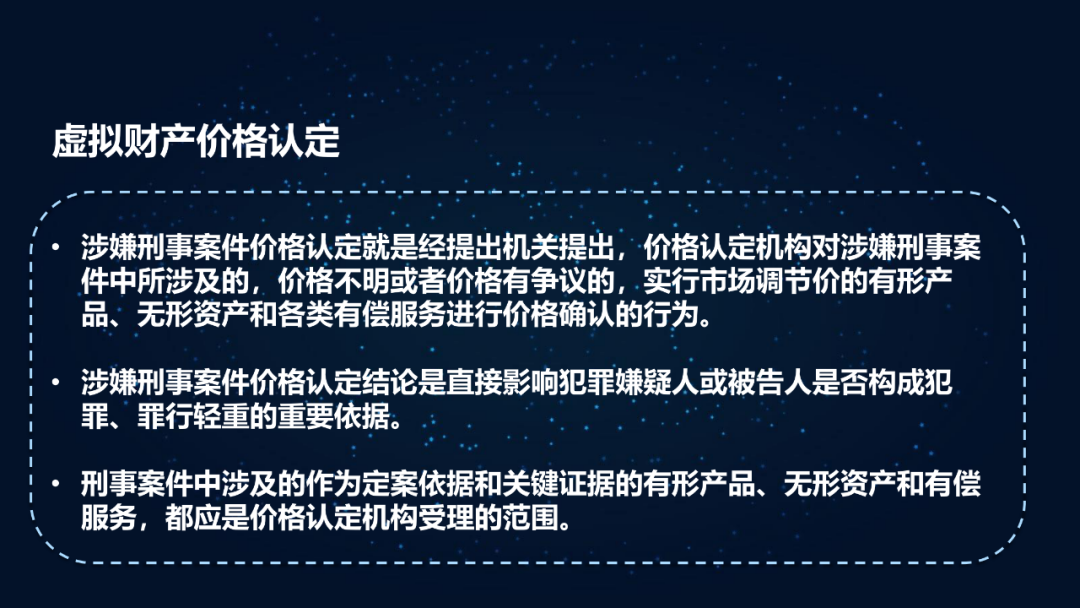 虚拟财产价格认定
• 涉嫌刑事案件价格认定就是经提出机关提出，价格认定机构对涉嫌刑事案
件中所涉及的，价格不明或者价格有争议的，实行市场调节价的有形产
品、无形资产和各类有偿服务进行价格确认的行为。
• 涉嫌刑事案件价格认定结论是直接影响犯罪嫌疑人或被告人是否构成犯
罪、罪行轻重的重要依据。
• 刑事案件中涉及的作为定案依据和关键证据的有形产品、无形资产和有偿
服务，都应是价格认定机构受理的范围。